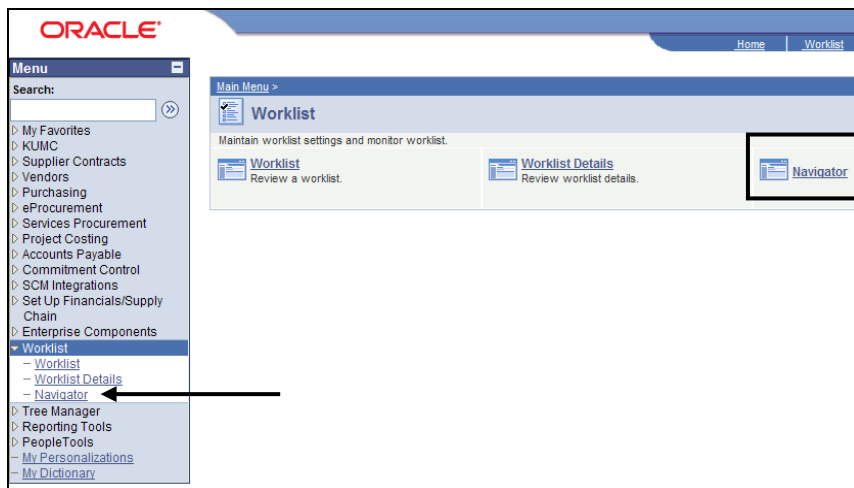 ORACLE
Home Worklist
Menu
Search:
My Favorites
KUMC
Supplier Contracts
Vendors
Purchasing
eProcurement
Services Procurement
Project Costing
Accounts Payable
Commitment Control
SCM Integrations
Set Up Financials/Supply
Chain
Enterprise Components
Worklist
Worklist
Worklist Details
Navigator
Tree Manager
Reporting Tools
PeopleTools
My Personalizations
My Dictionary
Main Menu >
Worklist
Maintain worklist settings and monitor worklist.
Worklist
Review a worklist.
Worklist Details
Review worklist details.
Navigator